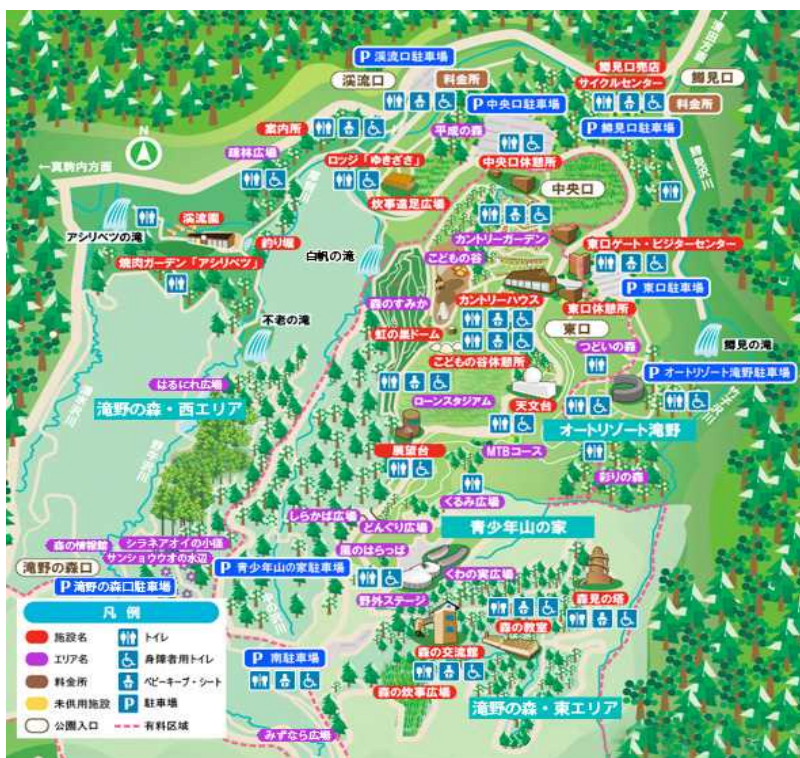 P 渓流口駐車場
渓流口
料金所
鱒見口売店
サイクルセンター
鱒見口
料金所
P 中央口駐車場
P 鱒見口駐車場
案内所
平成の森
疏林広場
ロッジ「ゆきざさ」
中央口休憩所
N
←真駒内方面
炊事遠足広場
中央口
アシリベツの滝
渓流園
釣り堀
白帆の滝
カントリーガーデン
こどもの谷
東口ゲート・ビジターセンター
焼肉ガーデン「アシリベツ」
森のすみか
カントリーハウス
東口休憩所
P 東口駐車場
不老の滝
虹の巣ドーム
東口
つどいの森
鱒見の滝
こどもの谷休憩所
P オートリゾート滝野駐車場
はるにれ広場
滝野の森・西エリア
ローンスタジアム
天文台
オートリゾート滝野
展望台
MTBコース
彩りの森
くるみ広場
しらかば広場
どんぐり広場
青少年山の家
森の情報館
シラネアオイの小径
サンショウウオの水辺
風のはらっぱ
滝野の森口
P 青少年山の家駐車場
くわの実広場
P 滝野の森口駐車場
野外ステージ
森見の塔
森の教室
森の交流館
P 南駐車場
森の炊事広場
滝野の森・東エリア
みずなら広場
凡例
施設名
トイレ
エリア名
身障者用トイレ
料金所
ベビーキープ・シート
未供用施設
P 駐車場
公園入口
有料区域